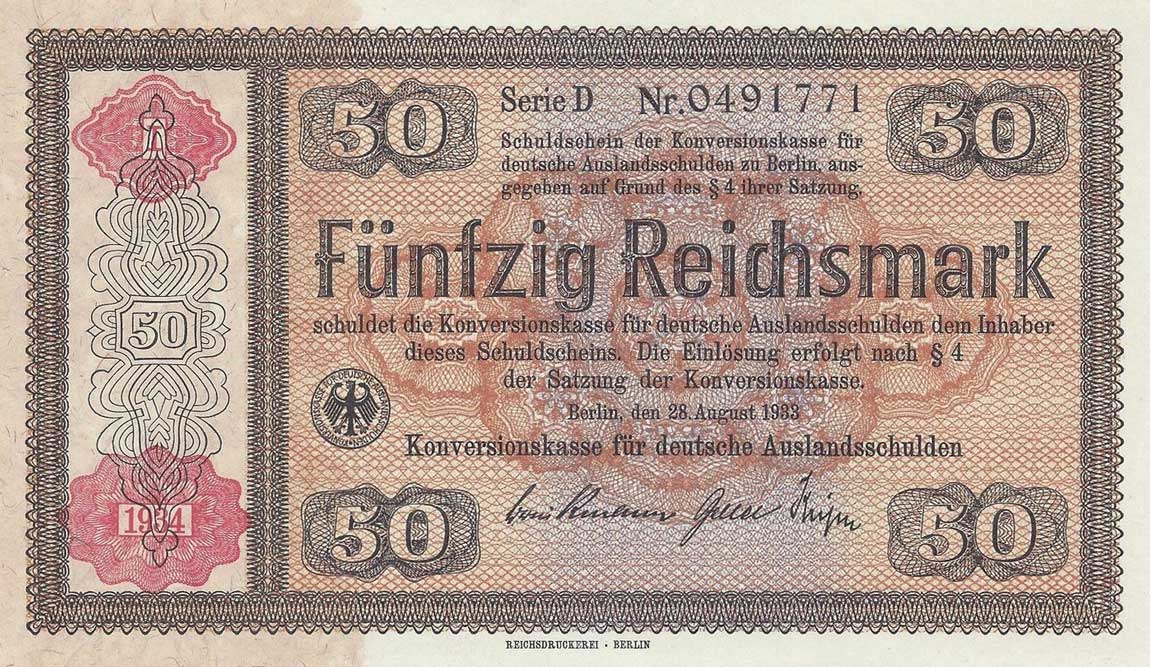 50
Serie D Nr. 0491771
50
Schuldschein der Konversionskasse für
deutsche Auslandsschulden zu Berlin, aus-
gegeben auf Grund des § 4 ihrer Satzung.
Fünfzig Reichsmark
50
schuldet die Konversionskasse für deutsche Auslandsschulden dem Inhaber
dieses Schuldscheins. Die Einlösung erfolgt nach § 4
der Satzung der Konversionskasse.
Berlin, den 28. August 1933
Konversionskasse für deutsche Auslandsschulden
1934
50
50
REICHSDRUCKEREI · BERLIN